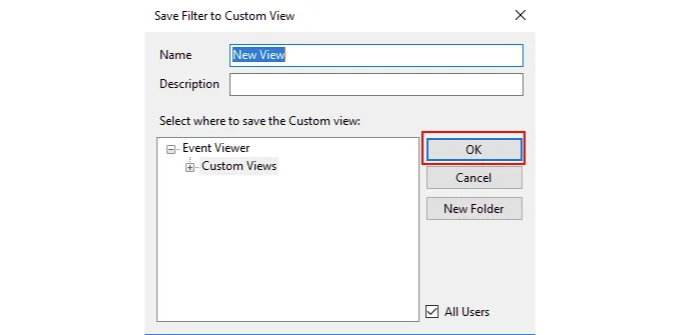 Save Filter to Custom View
Name
New View
Description
Select where to save the Custom view:
Event Viewer
Custom Views
OK
Cancel
New Folder
All Users